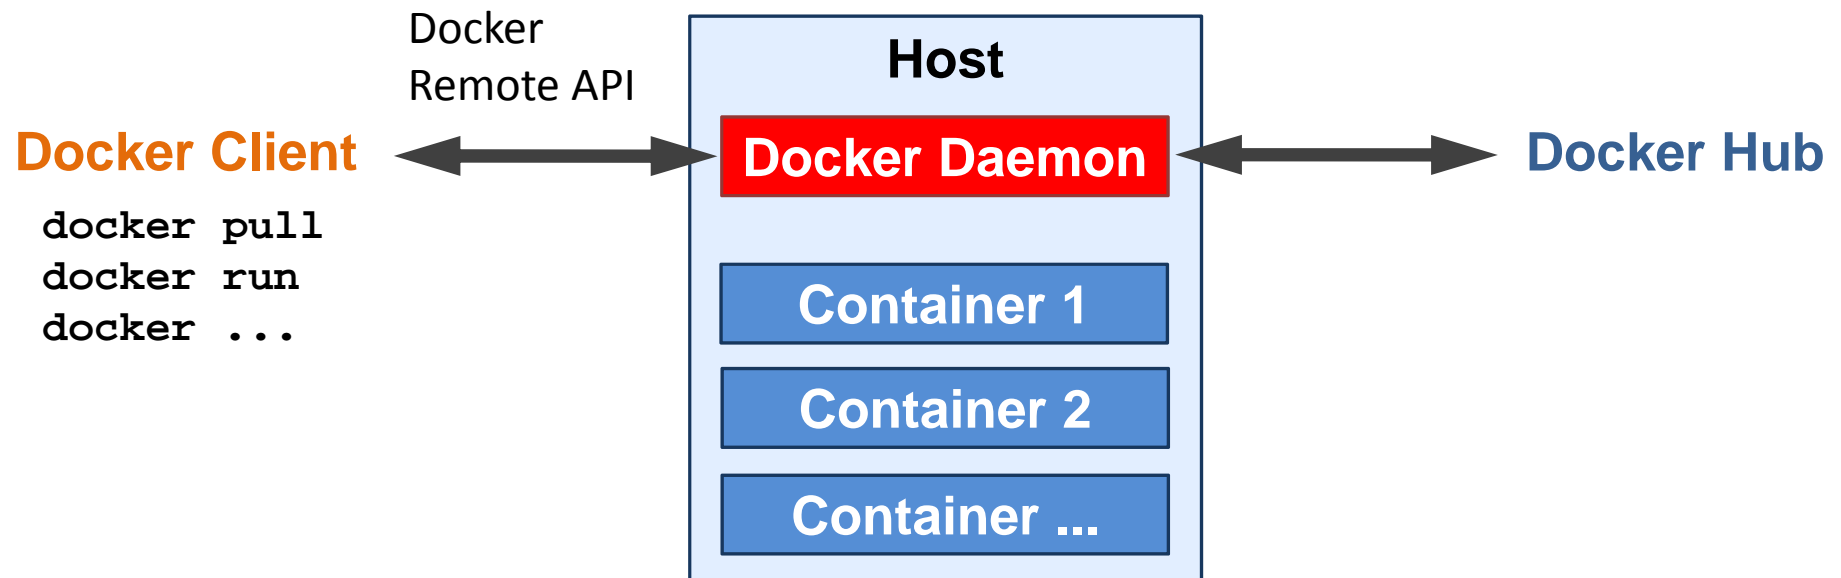 Docker
Remote API
Host
Docker Client
Docker Daemon
Docker Hub
docker pull
docker run
docker ...
Container 1
Container 2
Container ...